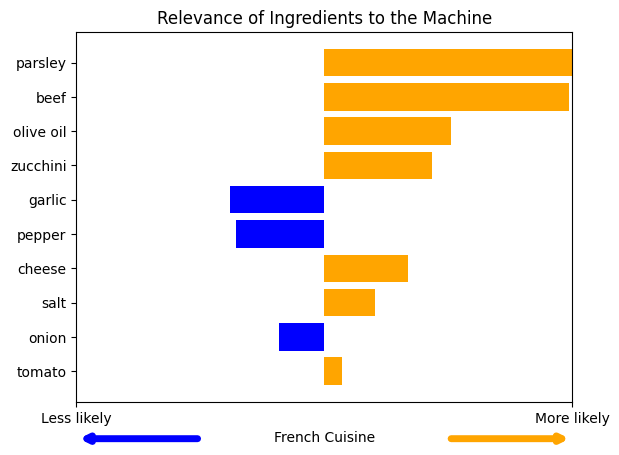 Relevance of Ingredients to the Machine
parsley
beef
olive oil
zucchini
garlic
pepper
cheese
salt
onion
tomato
Less likely
More likely
French Cuisine